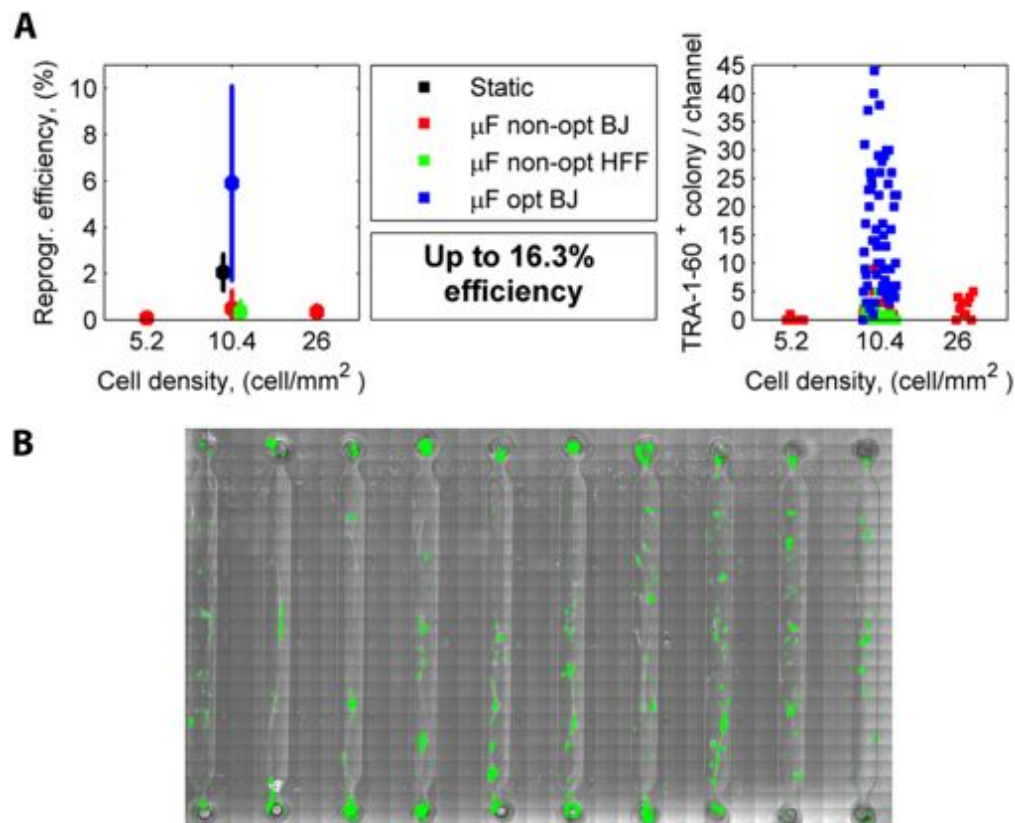 A
Reprogr. efficiency, (%)
10
8
6
4
2
0
5.2 10.4 26
Cell density, (cell/mm²)
Static
μF non-opt BJ
μF non-opt HFF
μF opt BJ
Up to 16.3%
efficiency
TRA-1-60⁺ colony / channel
45
40
35
30
25
20
15
10
5
0
5.2 10.4 26
Cell density, (cell/mm²)
B